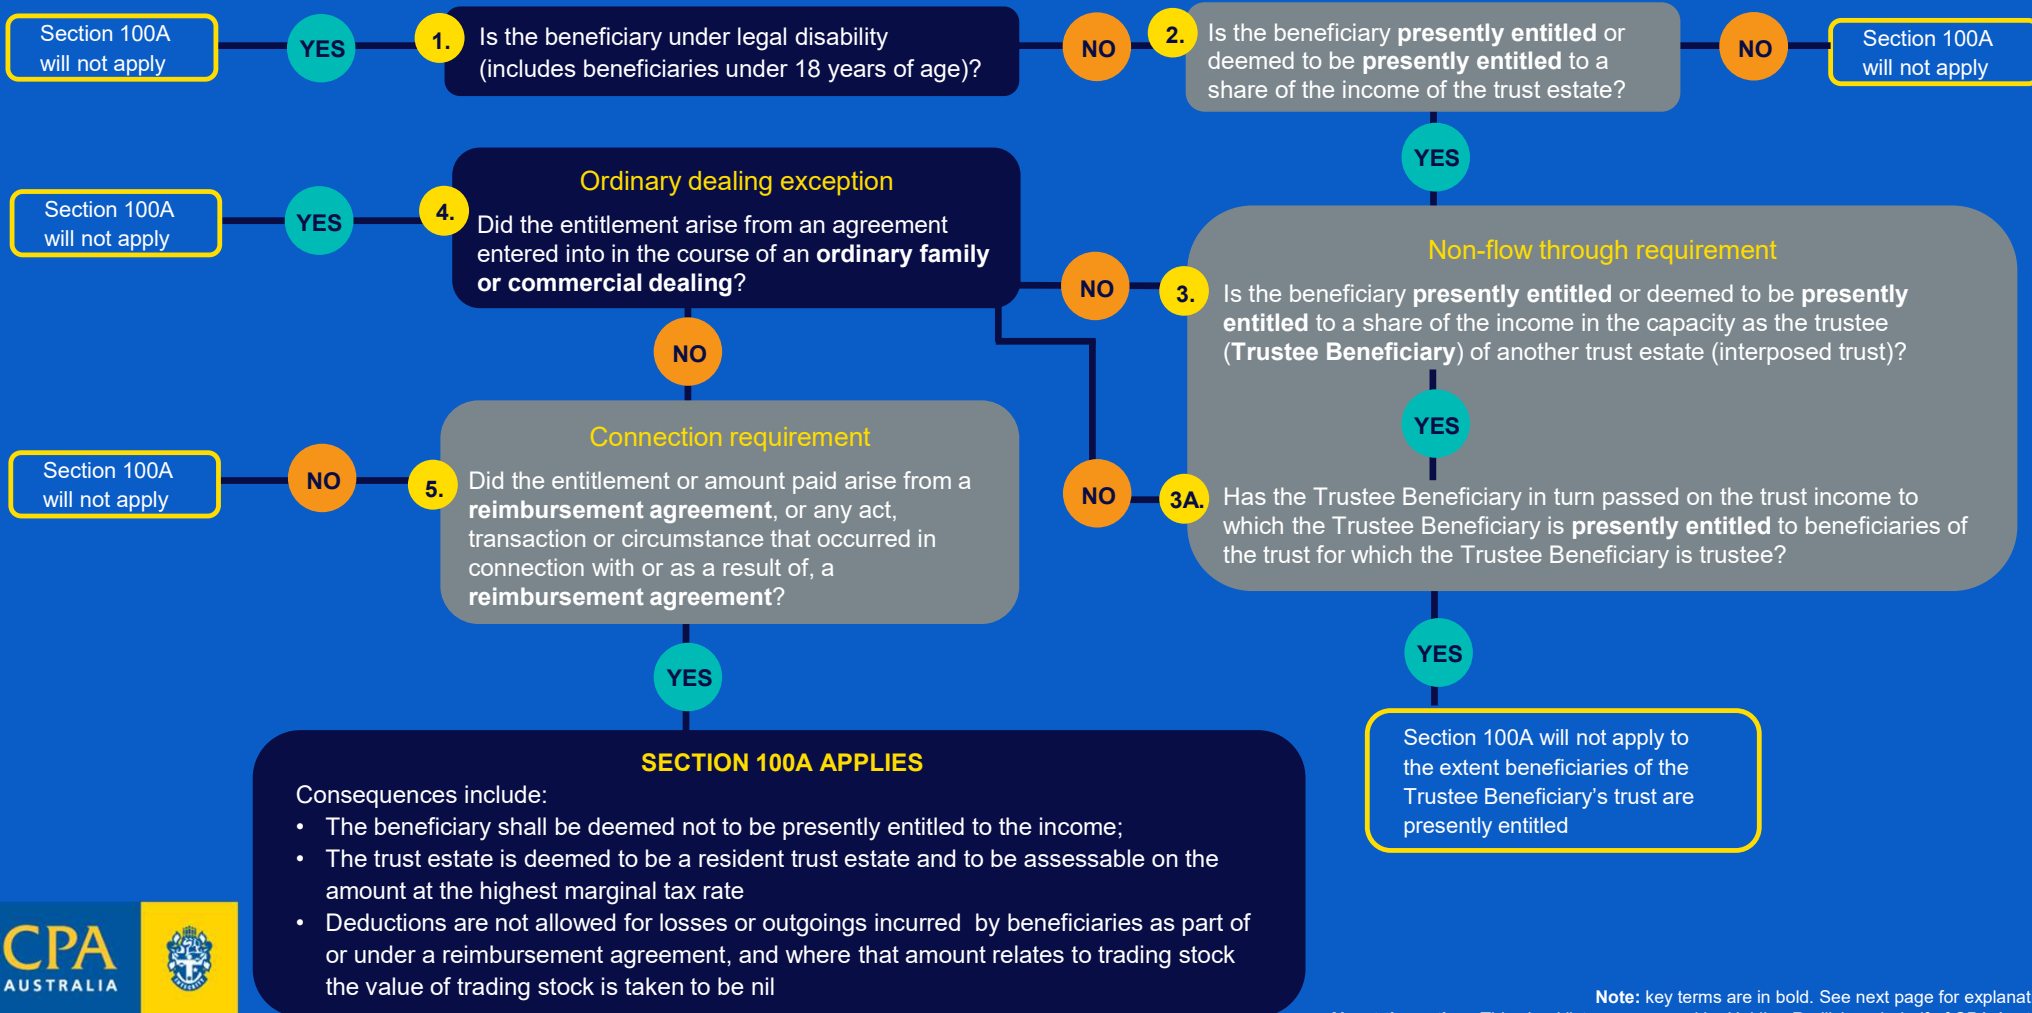 Section 100A
will not apply
YES
1.
Is the beneficiary under legal disability
(includes beneficiaries under 18 years of age)?
NO
2.
Is the beneficiary presently entitled or
deemed to be presently entitled to a
share of the income of the trust estate?
NO
Section 100A
will not apply
YES
Non-flow through requirement
3.
Is the beneficiary presently entitled or deemed to be presently
entitled to a share of the income in the capacity as the trustee
(Trustee Beneficiary) of another trust estate (interposed trust)?
NO
YES
3A.
Has the Trustee Beneficiary in turn passed on the trust income to
which the Trustee Beneficiary is presently entitled to beneficiaries of
the trust for which the Trustee Beneficiary is trustee?
NO
YES
Section 100A will not apply to
the extent beneficiaries of the
Trustee Beneficiary's trust are
presently entitled
Ordinary dealing exception
4.
Did the entitlement arise from an agreement
entered into in the course of an ordinary family
or commercial dealing?
YES
Section 100A
will not apply
NO
Connection requirement
5.
Did the entitlement or amount paid arise from a
reimbursement agreement, or any act,
transaction or circumstance that occurred in
connection with or as a result of, a
reimbursement agreement?
NO
Section 100A
will not apply
YES
SECTION 100A APPLIES
Consequences include:
• The beneficiary shall be deemed not to be presently entitled to the income;
• The trust estate is deemed to be a resident trust estate and to be assessable on the
amount at the highest marginal tax rate
• Deductions are not allowed for losses or outgoings incurred by beneficiaries as part of
or under a reimbursement agreement, and where that amount relates to trading stock
the value of trading stock is taken to be nil
CPA
AUSTRALIA
Note: key terms are in bold. See next page for